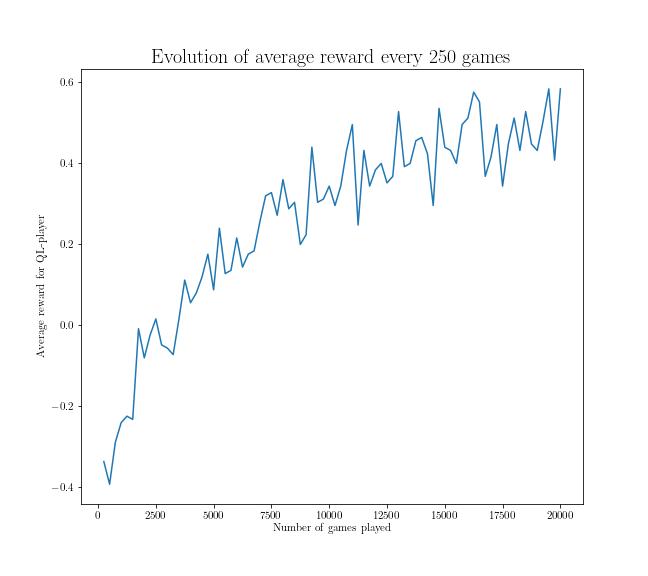 Evolution of average reward every 250 games
0.6
0.4
0.2
0.0
−0.2
−0.4
Average reward for QL-player
0 2500 5000 7500 10000 12500 15000 17500 20000
Number of games played